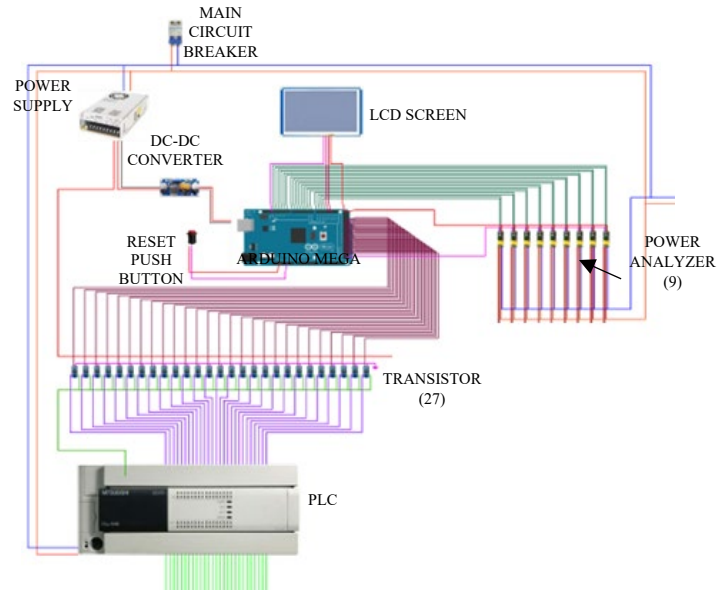 MAIN
CIRCUIT
BREAKER
POWER
SUPPLY
LCD SCREEN
DC-DC
CONVERTER
RESET
PUSH
BUTTON
ARDUINO MEGA
POWER
ANALYZER
(9)
TRANSISTOR
(27)
MITSUBISHI
PLC